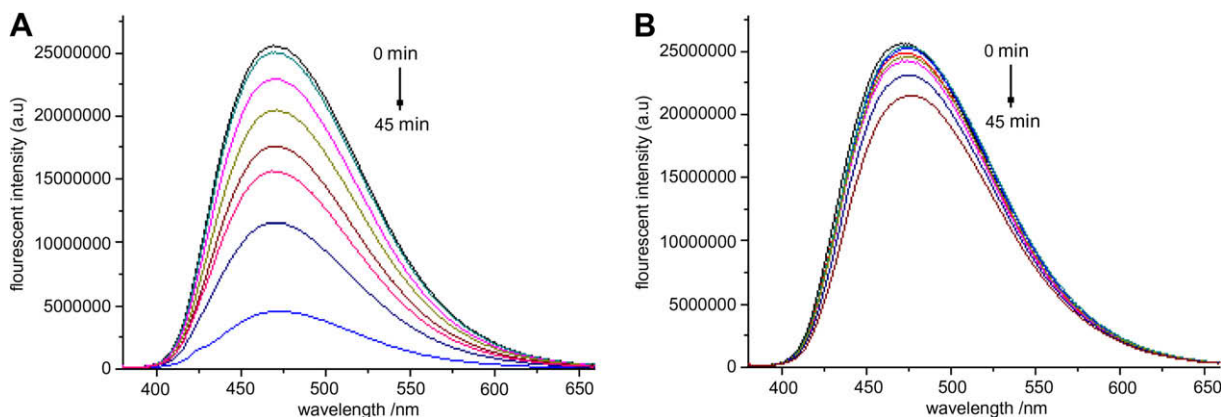 A
25000000
20000000
15000000
10000000
5000000
0
flourescent intensity (a.u)
0 min
45 min
400 450 500 550 600 650
wavelength /nm
B
25000000
20000000
15000000
10000000
5000000
0
flourescent intensity (a.u)
0 min
45 min
400 450 500 550 600 650
wavelength /nm